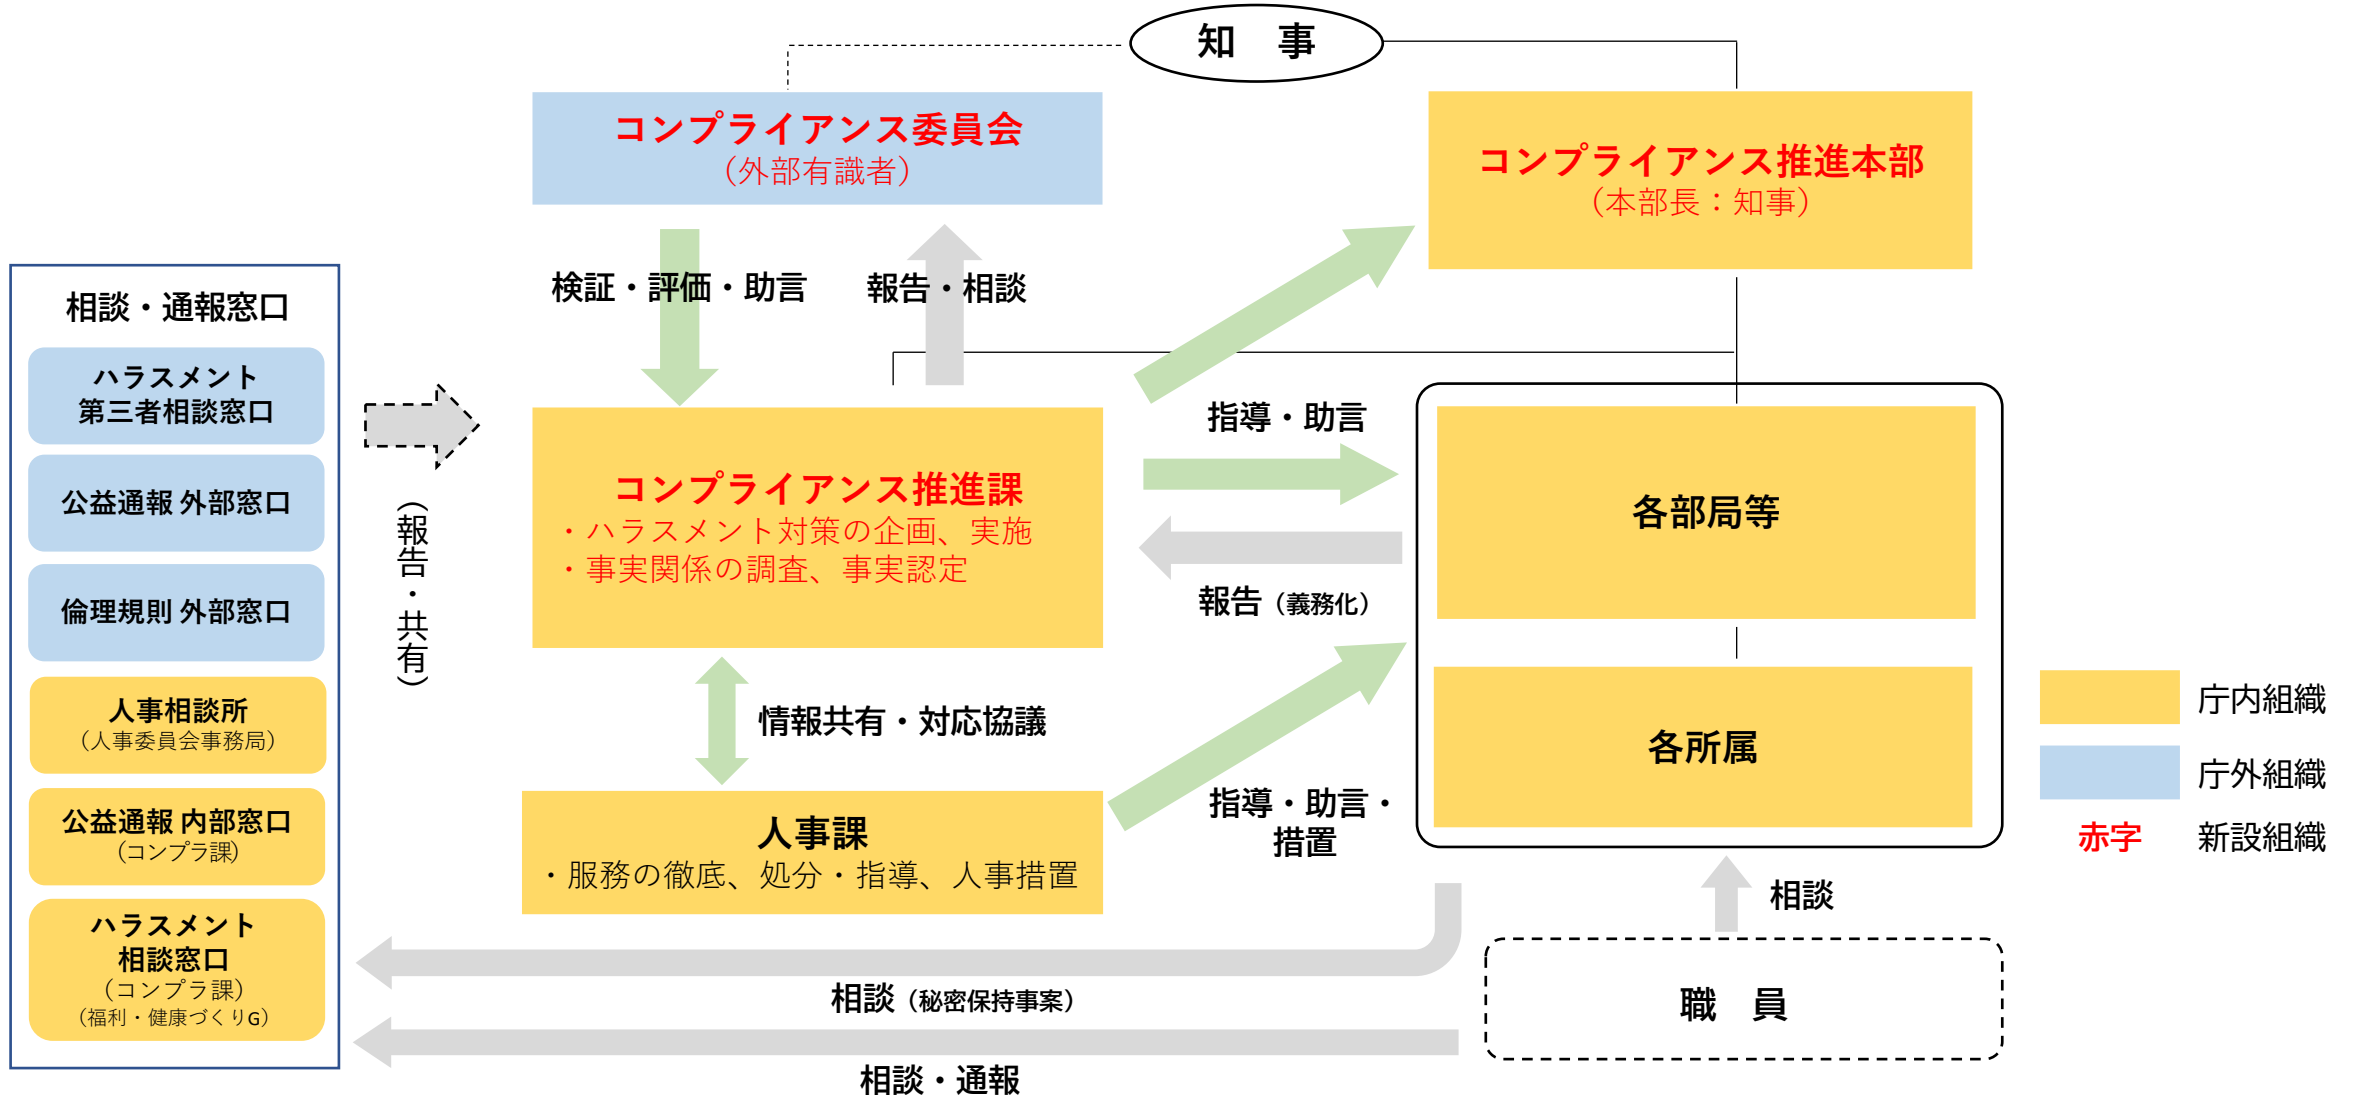 知　事
コンプライアンス委員会
（外部有識者）
コンプライアンス推進本部
（本部長：知事）
検証・評価・助言
報告・相談
相談・通報窓口
ハラスメント
第三者相談窓口
公益通報 外部窓口
倫理規則 外部窓口
人事相談所
（人事委員会事務局）
公益通報 内部窓口
（コンプラ課）
ハラスメント
相談窓口
（コンプラ課）
（福利・健康づくりG）
（報告・共有）
コンプライアンス推進課
・ハラスメント対策の企画、実施
・事実関係の調査、事実認定
指導・助言
報告（義務化）
各部局等
各所属
情報共有・対応協議
人事課
・服務の徹底、処分・指導、人事措置
指導・助言・
措置
相談
職　員
相談（秘密保持事案）
相談・通報
庁内組織
庁外組織
赤字　新設組織